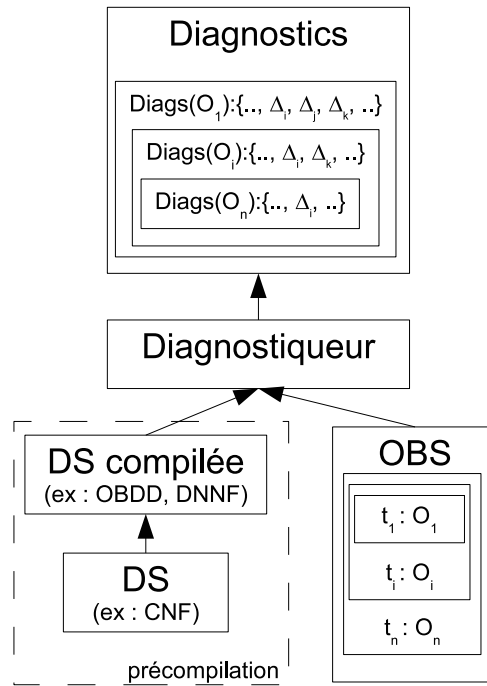 Diagnostics
Diags(O₁):{.., Δᵢ, Δⱼ, Δₖ, ..}
Diags(Oᵢ):{.., Δᵢ, Δₖ, ..}
Diags(Oₙ):{.., Δᵢ, ..}
Diagnostiqueur
DS compilée
(ex : OBDD, DNNF)
DS
(ex : CNF)
précompilation
OBS
t₁ : O₁
tᵢ : Oᵢ
tₙ : Oₙ